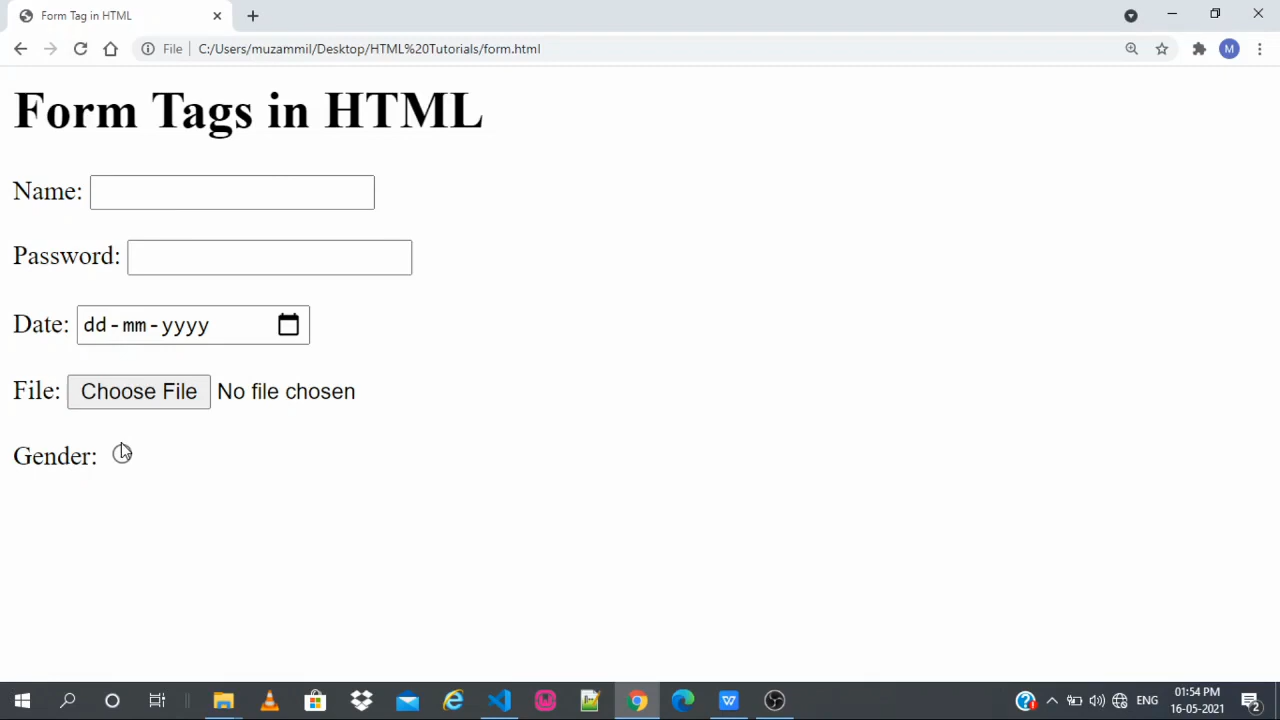 Form Tag in HTML
File C:/Users/muzammil/Desktop/HTML%20Tutorials/form.html
M
Form Tags in HTML
Name:
Password:
Date: dd-mm-yyyy
File: Choose File No file chosen
Gender:
01:54 PM
ENG
16-05-2021
2